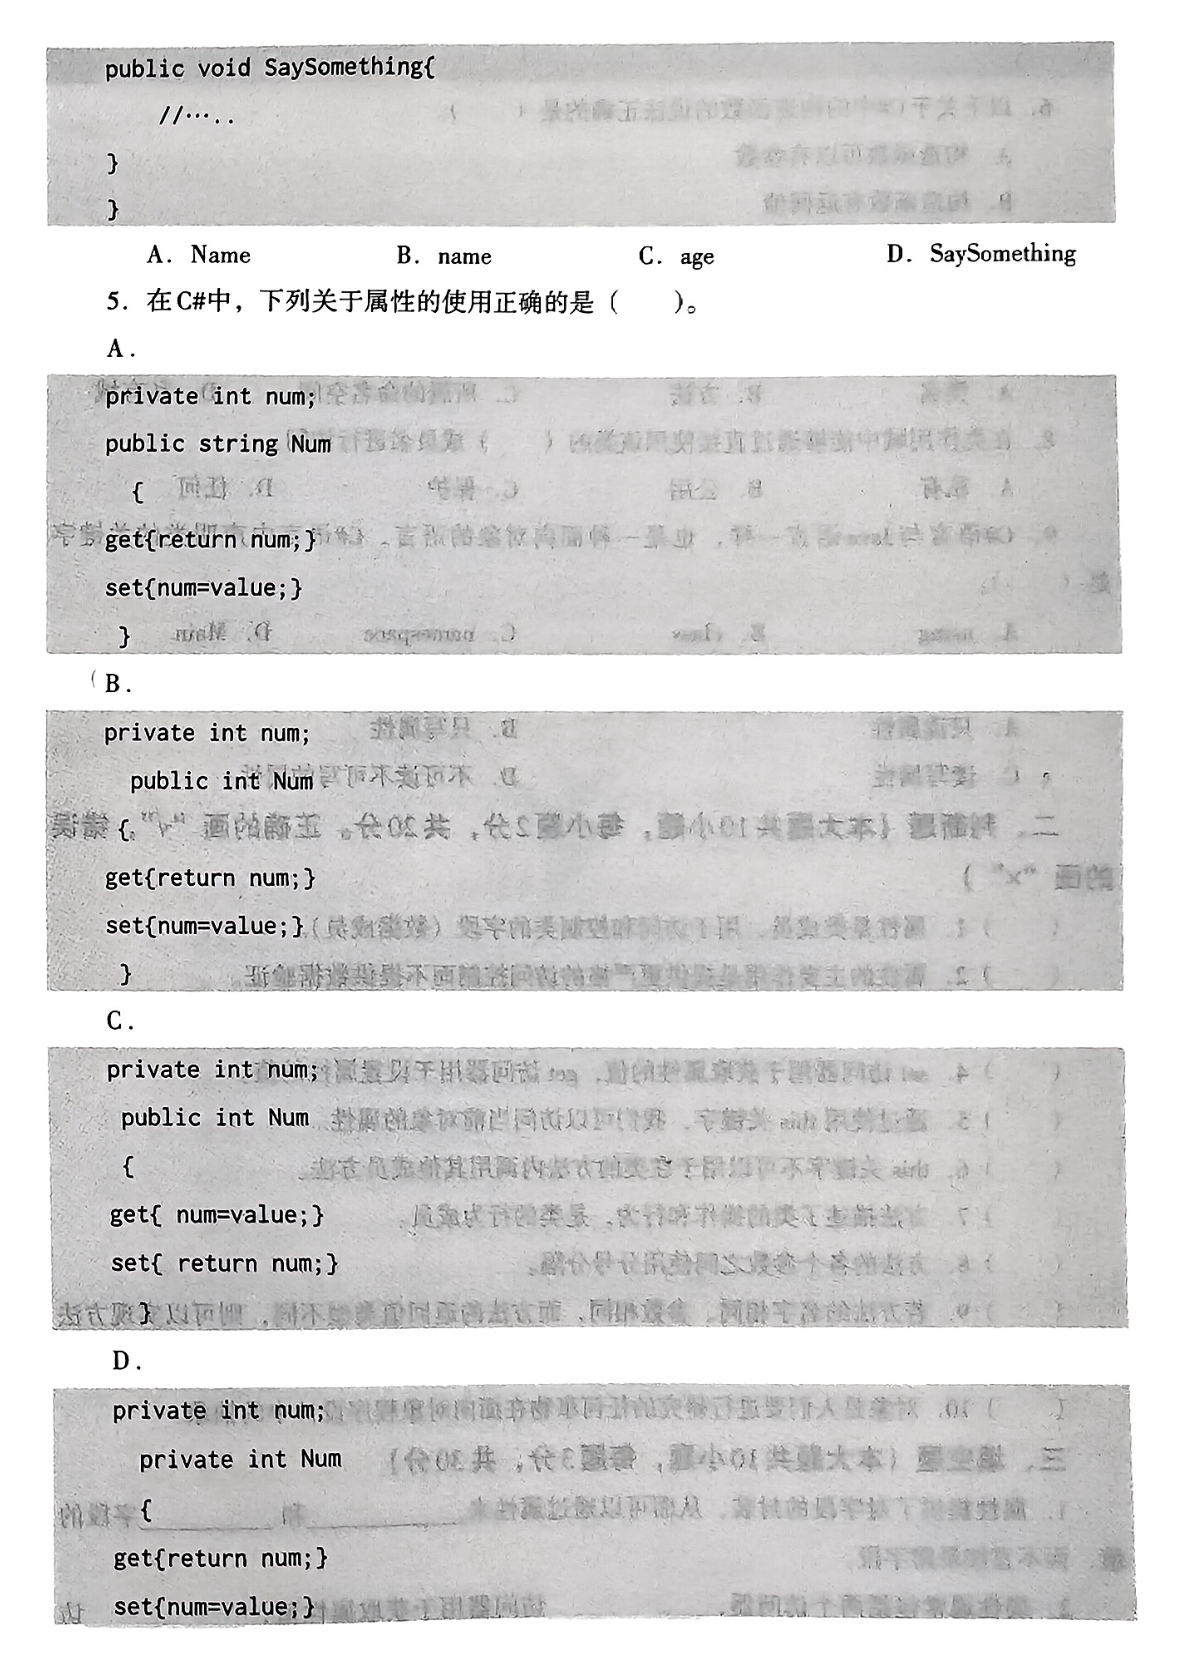 public void SaySomething{
//…..
}
}
A. Name B. name C. age D. SaySomething
5. 在C#中，下列关于属性的使用正确的是（ ）。
A.
private int num;
public string Num
{
get{return num;}
set{num=value;}
}
B.
private int num;
public int Num
{
get{return num;}
set{num=value;}
}
C.
private int num;
public int Num
{
get{ num=value;}
set{ return num;}
}
D.
private int num;
private int Num
{
get{return num;}
set{num=value;}